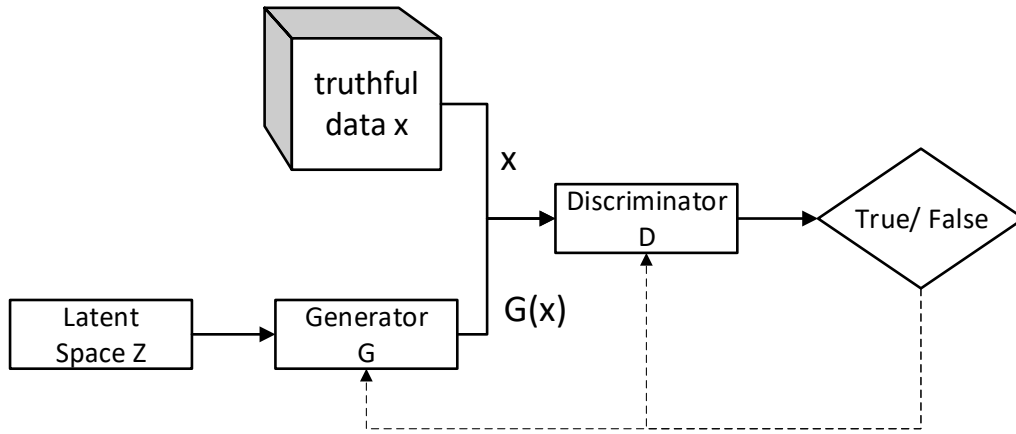 truthful
data x
x
Discriminator
D
True/ False
G(x)
Latent
Space Z
Generator
G